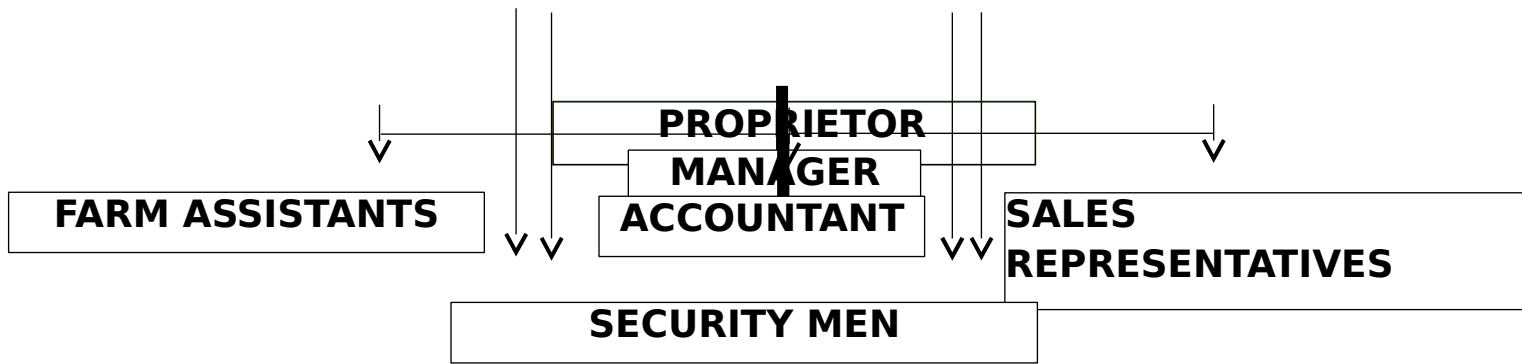 PROPRIETOR
MANAGER
FARM ASSISTANTS
ACCOUNTANT
SALES
REPRESENTATIVES
SECURITY MEN